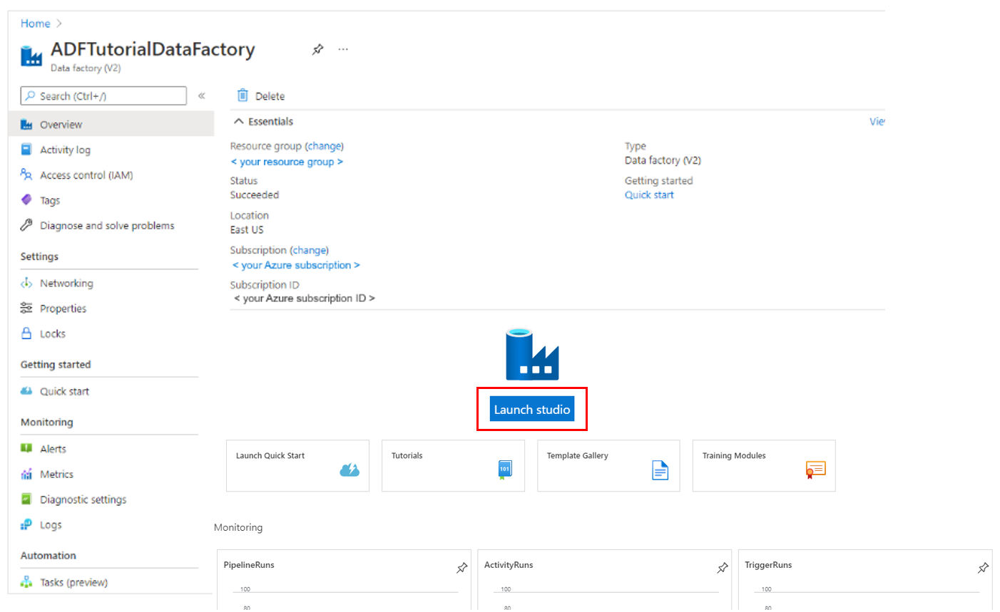 Home
ADFTutorialDataFactory
Data factory (V2)
Search (Ctrl+/)
Overview
Activity log
Access control (IAM)
Tags
Diagnose and solve problems
Settings
Networking
Properties
Locks
Getting started
Quick start
Monitoring
Alerts
Metrics
Diagnostic settings
Logs
Automation
Tasks (preview)
Delete
Essentials
Resource group (change)
< your resource group >
Status
Succeeded
Location
East US
Subscription (change)
< your Azure subscription >
Subscription ID
< your Azure subscription ID >
Vie
Type
Data factory (V2)
Getting started
Quick start
Launch studio
Launch Quick Start
Tutorials
101
Template Gallery
Training Modules
Monitoring
PipelineRuns
100
80
ActivityRuns
100
80
TriggerRuns
100
80